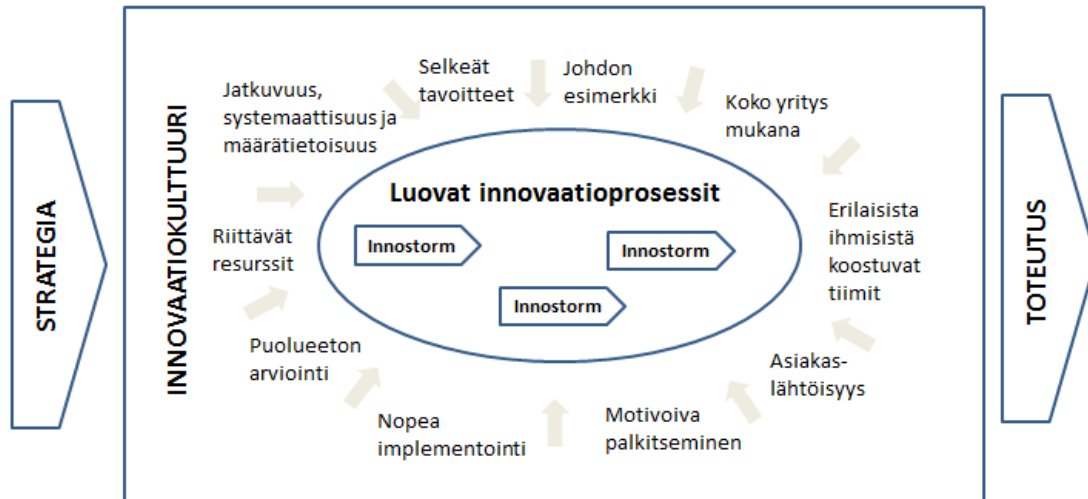 STRATEGIA
INNOVAATIOKULTTUURI
Jatkuvuus,
systemaattisuus ja
määrätietoisuus
Selkeät
tavoitteet
Johdon
esimerkki
Koko yritys
mukana
Erilaisista
ihmisistä
koostuvat
tiimit
Asiakas-
lähtöisyys
Motivoiva
palkitseminen
Nopea
implementointi
Puolueeton
arviointi
Riittävät
resurssit
Luovat innovaatioprosessit
Innostorm
Innostorm
Innostorm
TOTEUTUS